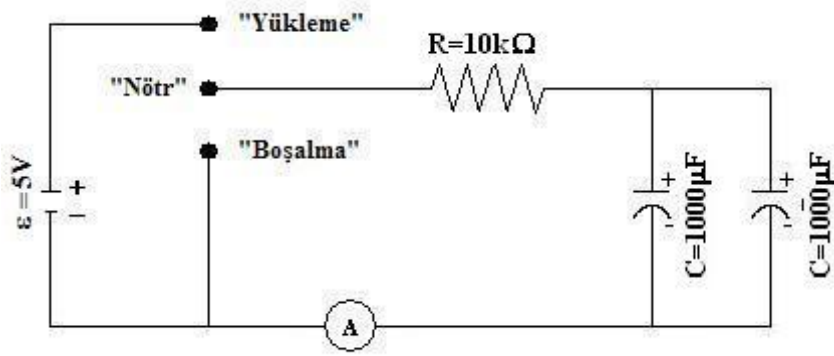 "Yükleme"
R=10kΩ
"Nötr"
"Boşalma"
ε = 5V
+
−
+
-
C=1000µF
+
-
C=1000µF
A